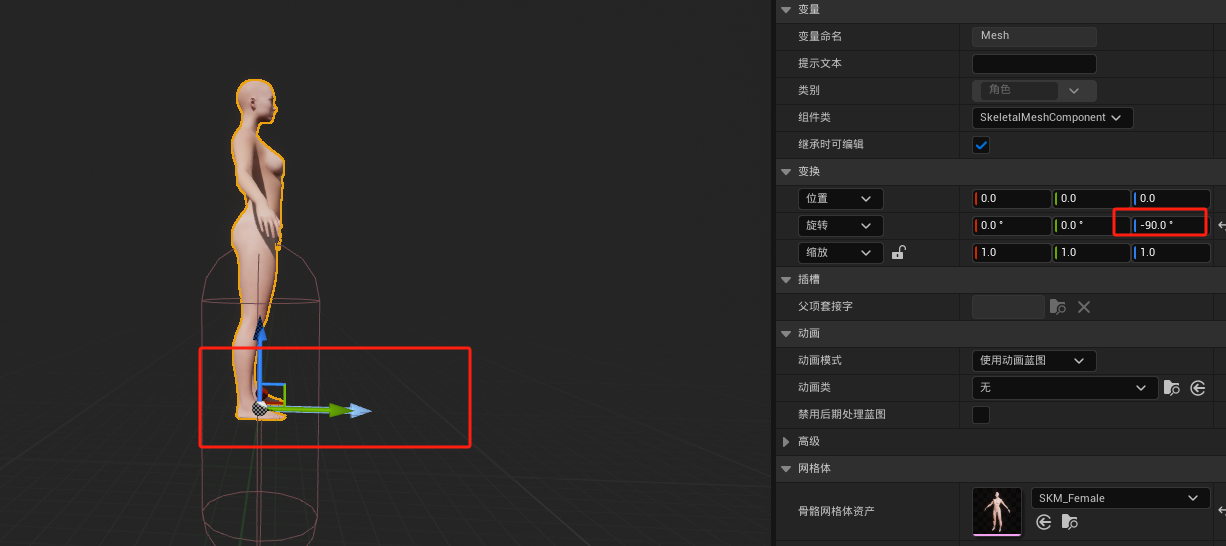 变量
变量命名 Mesh
提示文本
类别 角色
组件类 SkeletalMeshComponent
继承时可编辑
变换
位置 0.0 0.0 0.0
旋转 0.0 ° 0.0 ° -90.0 °
缩放 1.0 1.0 1.0
插槽
父项套接字
动画
动画模式 使用动画蓝图
动画类 无
禁用后期处理蓝图
高级
网格体
骨骼网格体资产 SKM_Female